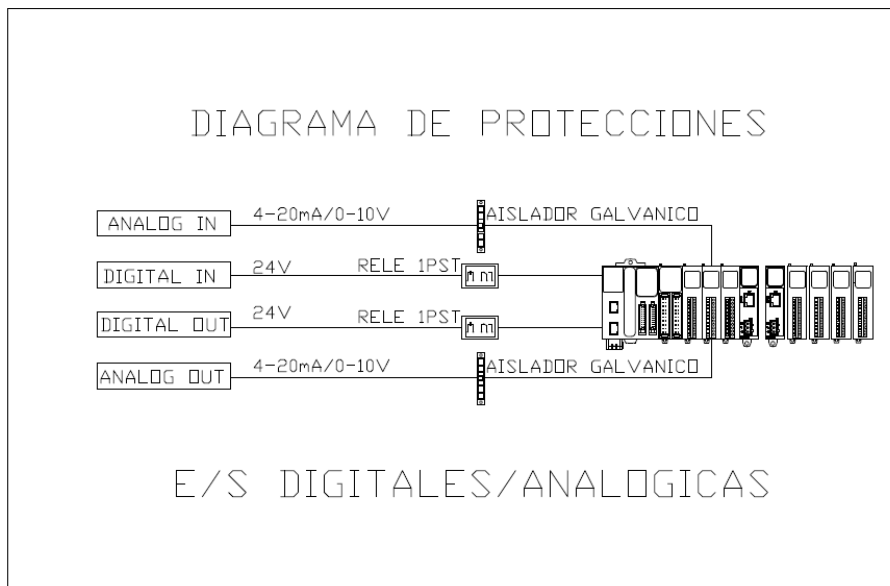 DIAGRAMA DE PROTECCIONES
ANALOG IN 4-20mA/0-10V AISLADOR GALVANICO
DIGITAL IN 24V RELE 1PST
DIGITAL OUT 24V RELE 1PST
ANALOG OUT 4-20mA/0-10V AISLADOR GALVANICO
E/S DIGITALES/ANALOGICAS